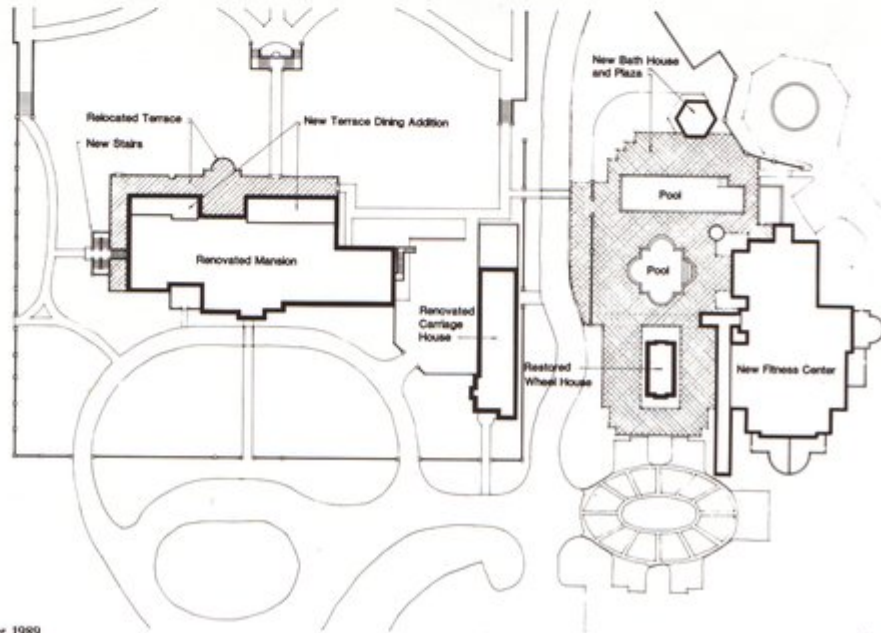 New Bath House
and Plaza
Relocated Terrace
New Terrace Dining Addition
New Stairs
Pool
Renovated Mansion
Pool
Renovated
Carriage
House
Restored
Wheel House
New Fitness Center
1989